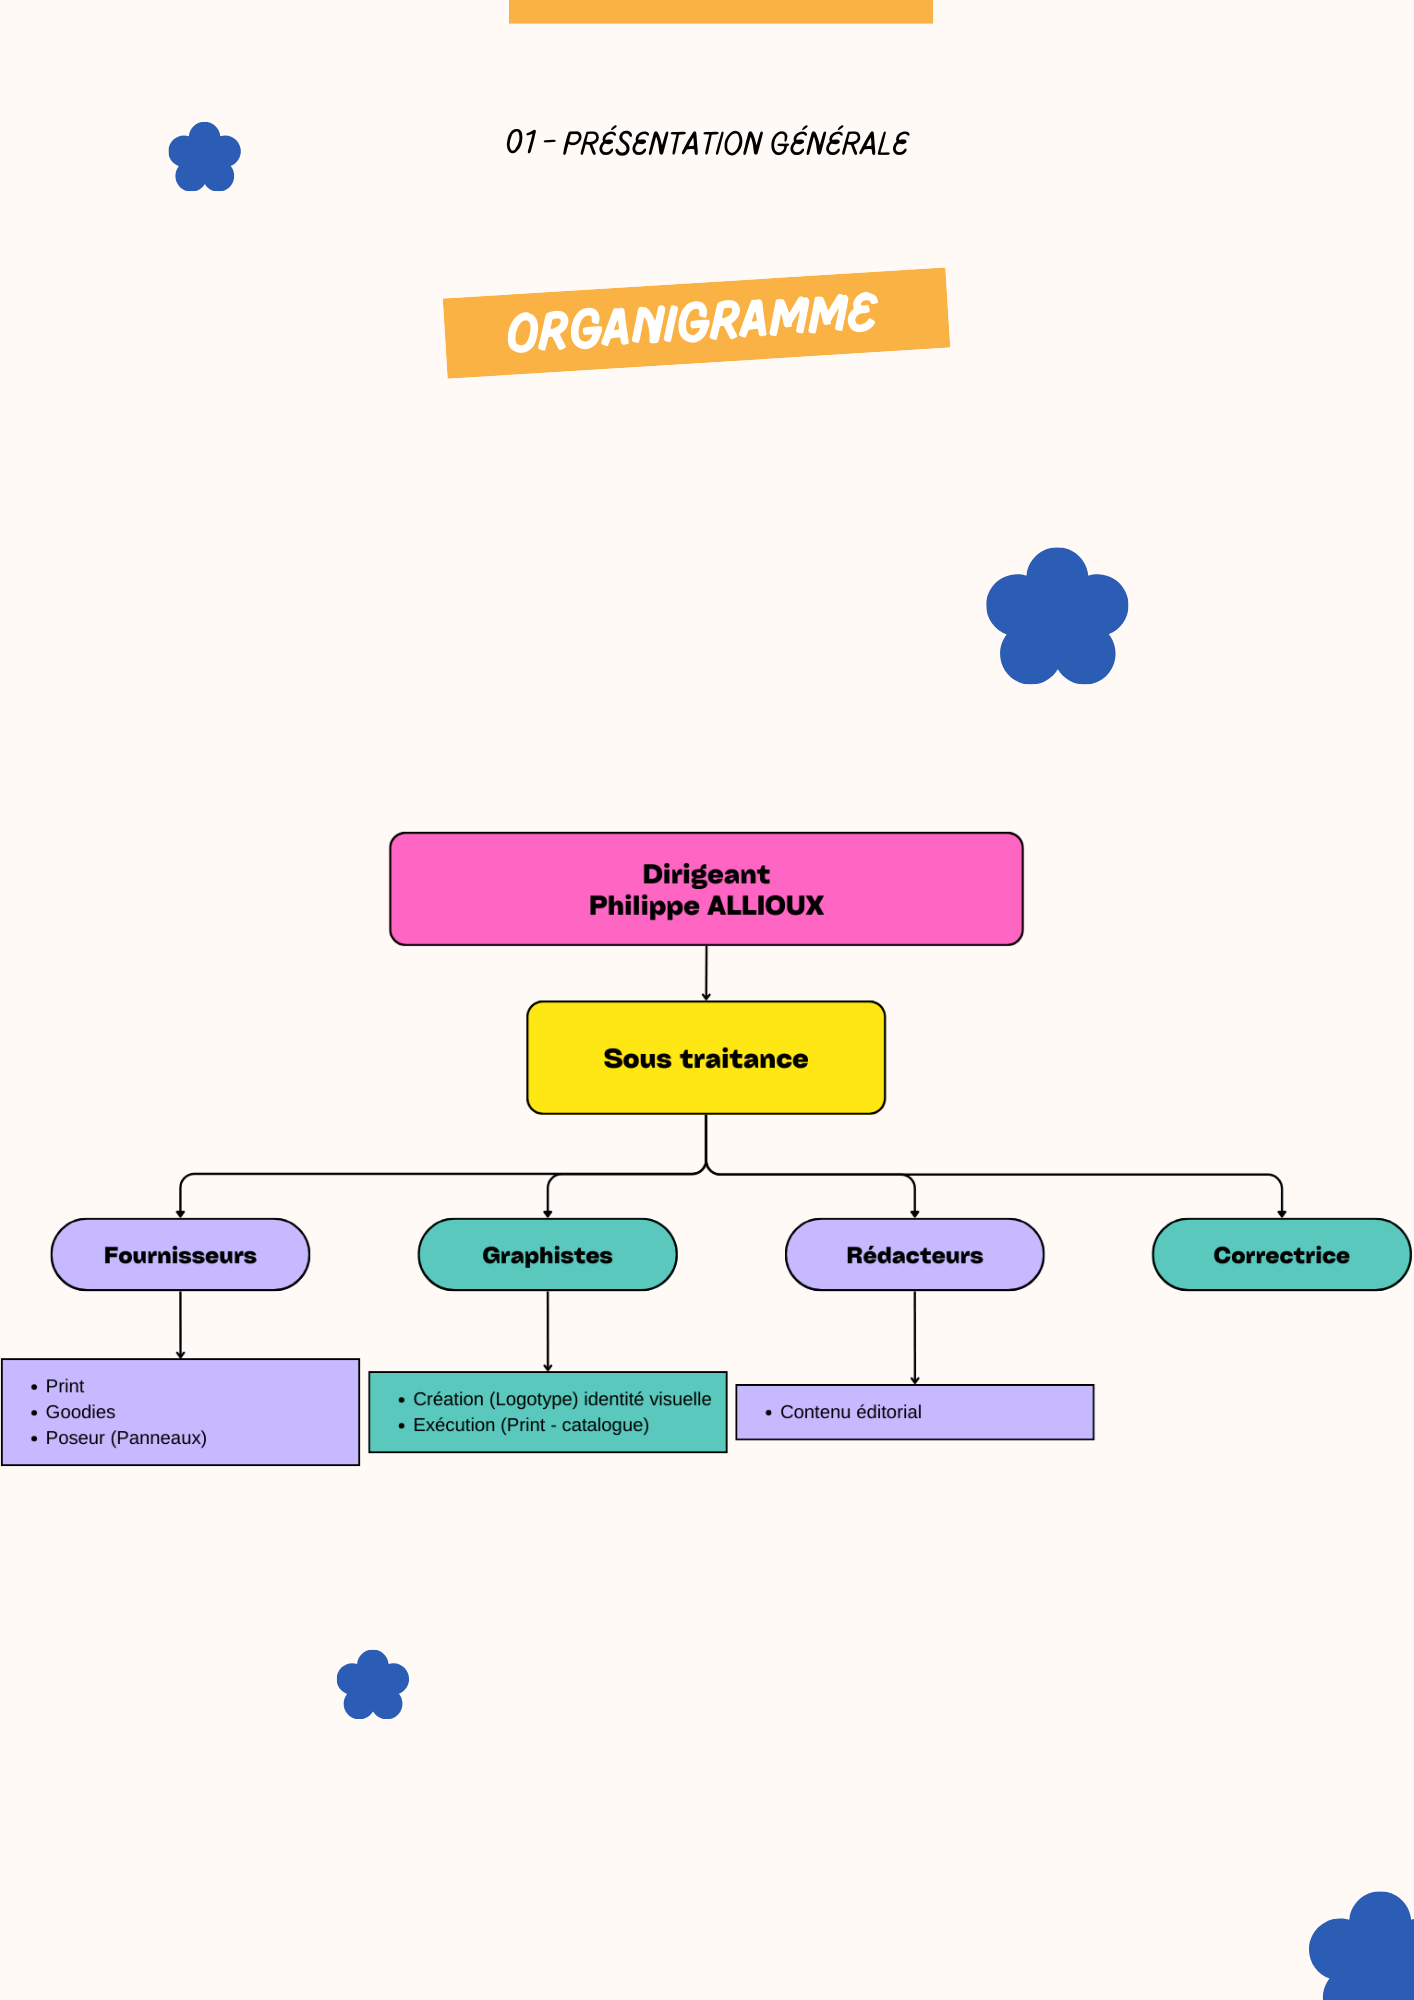 01 - PRÉSENTATION GÉNÉRALE
ORGANIGRAMME
Dirigeant
Philippe ALLIOUX
Sous traitance
Fournisseurs
Graphistes
Rédacteurs
Correctrice
• Print
• Goodies
• Poseur (Panneaux)
• Création (Logotype) identité visuelle
• Exécution (Print - catalogue)
• Contenu éditorial